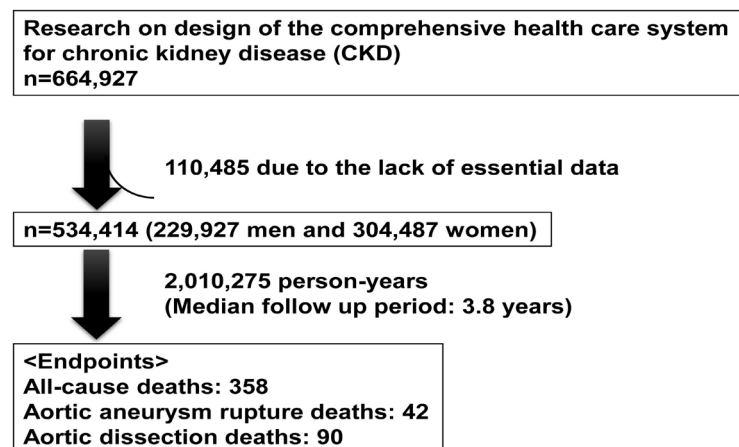 Research on design of the comprehensive health care system
for chronic kidney disease (CKD)
n=664,927
110,485 due to the lack of essential data
n=534,414 (229,927 men and 304,487 women)
2,010,275 person-years
(Median follow up period: 3.8 years)
<Endpoints>
All-cause deaths: 358
Aortic aneurysm rupture deaths: 42
Aortic dissection deaths: 90